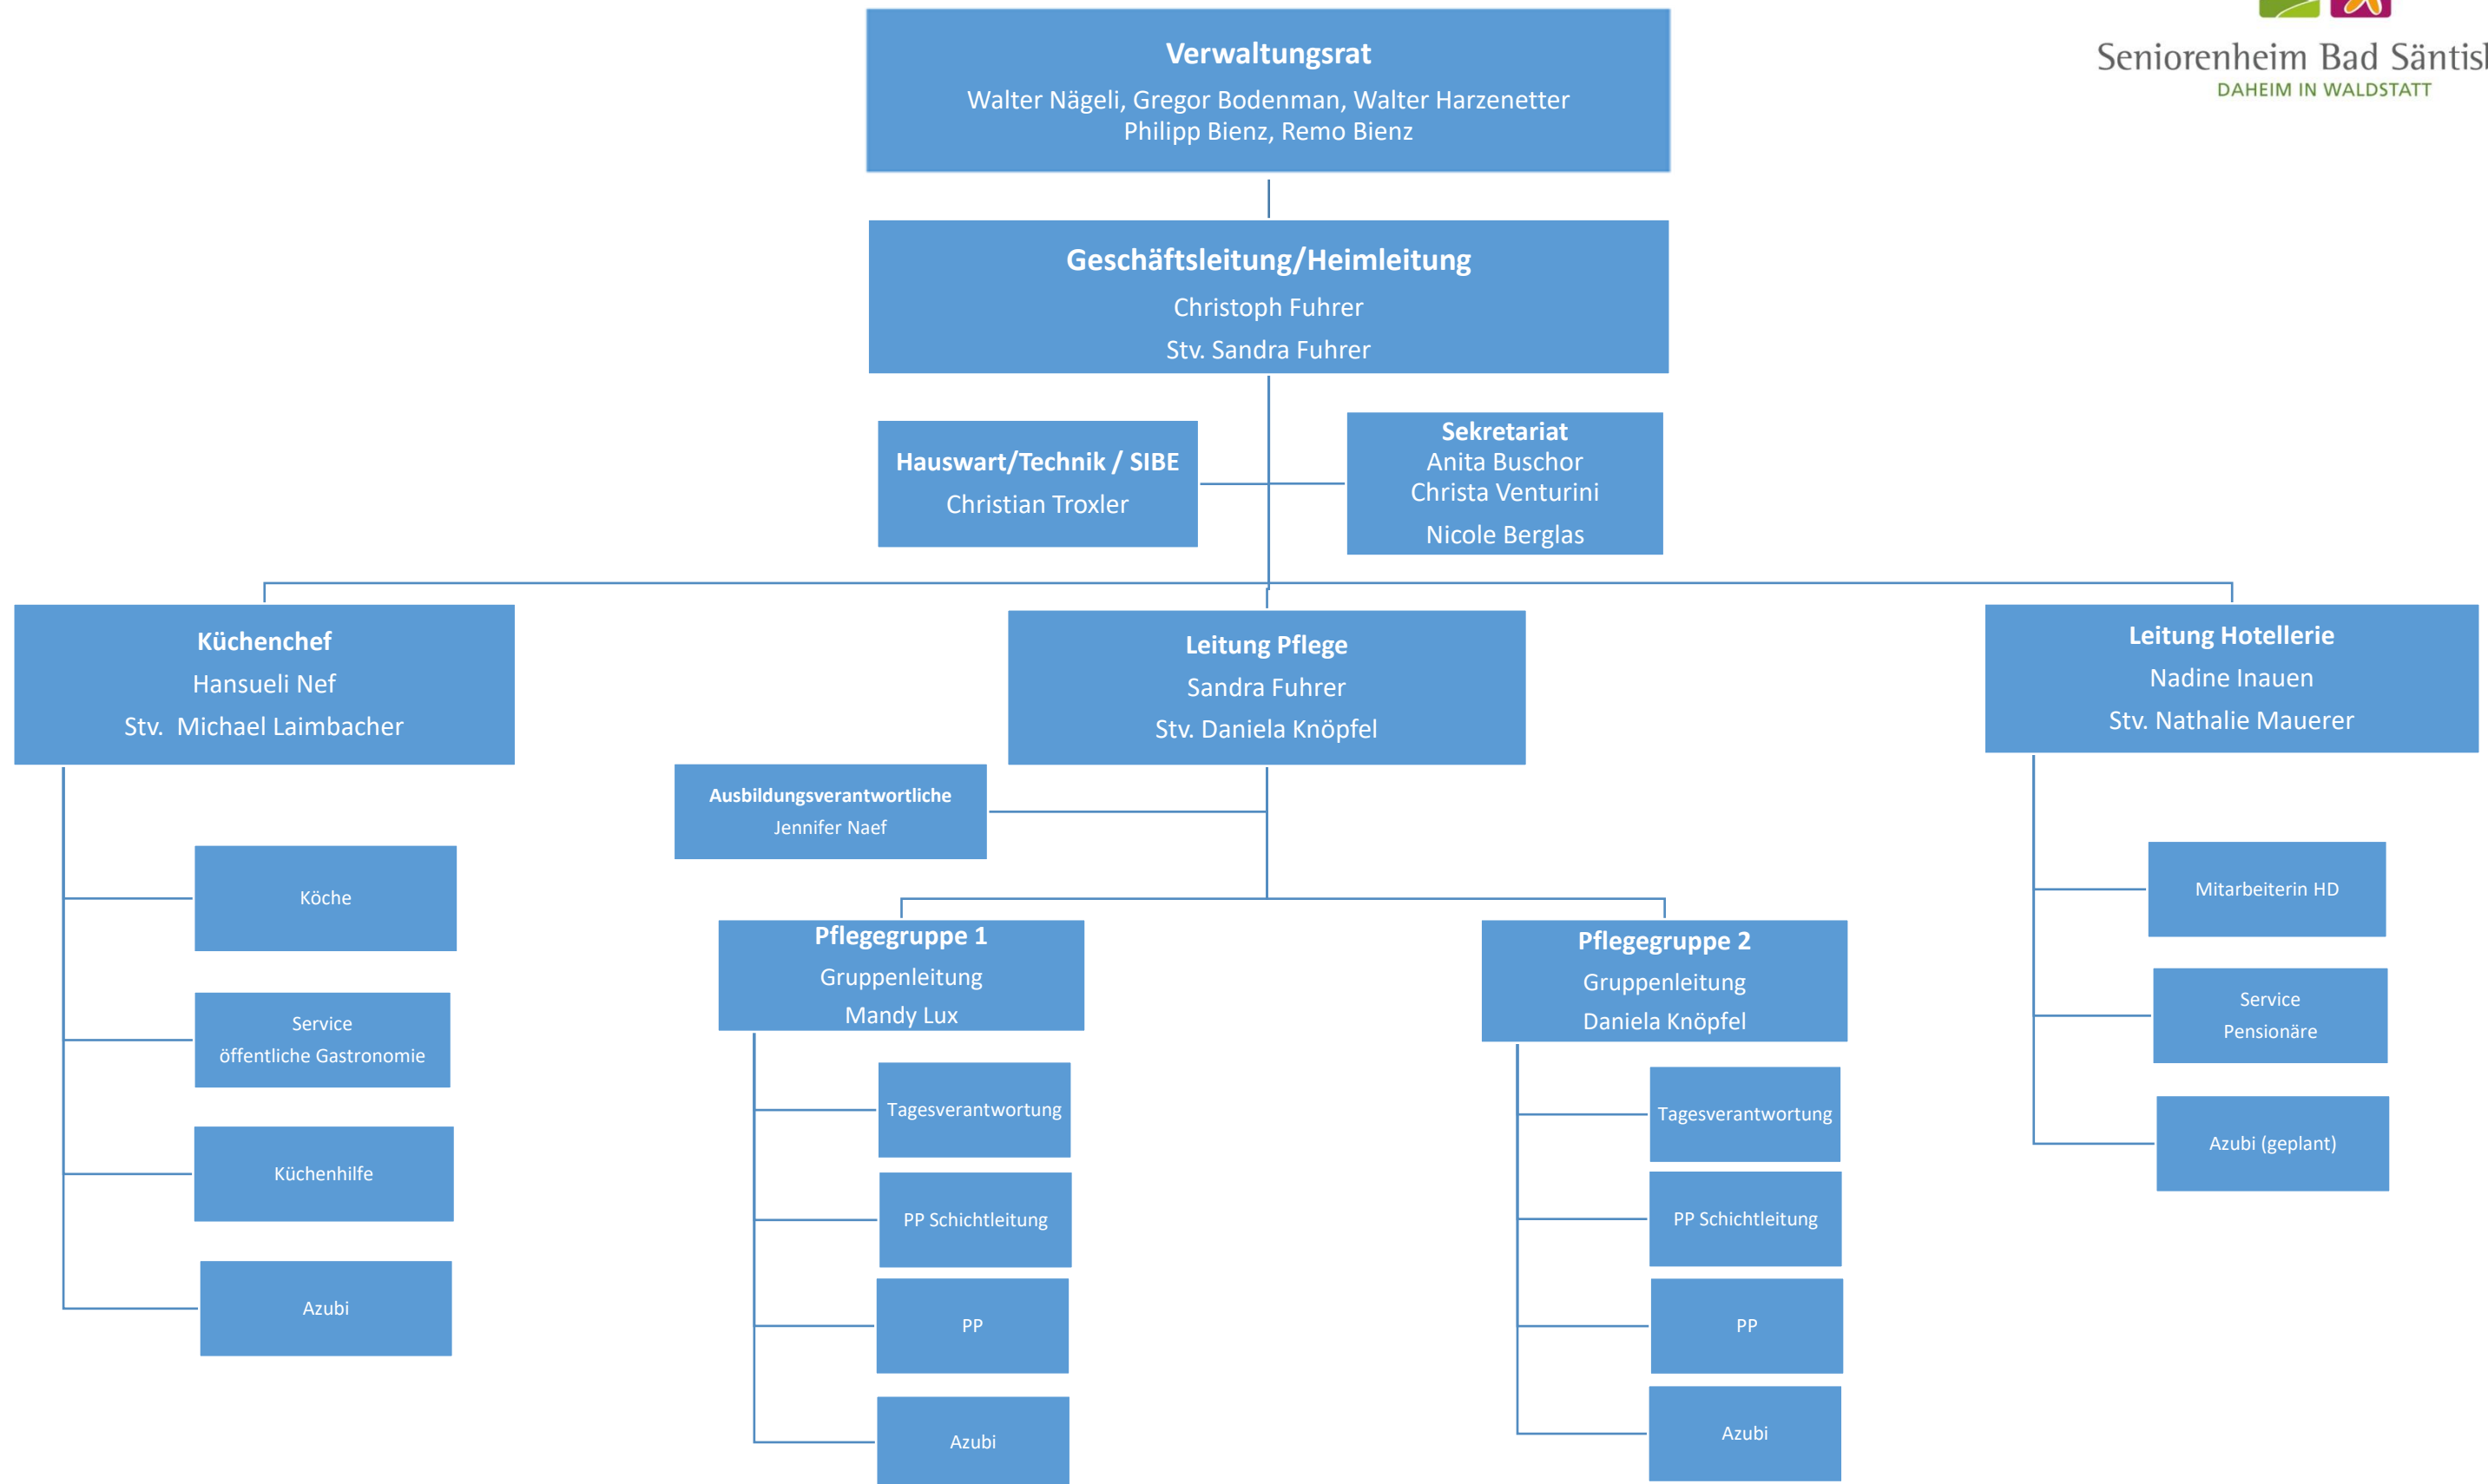 Seniorenheim Bad
DAHEIM IN WALDSTATT
Verwaltungsrat
Walter Nägeli, Gregor Bodenman, Walter Harzenetter
Philipp Bienz, Remo Bienz
Geschäftsleitung/Heimleitung
Christoph Fuhrer
Stv. Sandra Fuhrer
Hauswart/Technik / SIBE
Christian Troxler
Sekretariat
Anita Buschor
Christa Venturini
Nicole Berglas
Küchenchef
Hansueli Nef
Stv. Michael Laimbacher
Köche
Service
öffentliche Gastronomie
Küchenhilfe
Azubi
Leitung Pflege
Sandra Fuhrer
Stv. Daniela Knöpfel
Ausbildungsverantwortliche
Jennifer Naef
Pflegegruppe 1
Gruppenleitung
Mandy Lux
Tagesverantwortung
PP Schichtleitung
PP
Azubi
Pflegegruppe 2
Gruppenleitung
Daniela Knöpfel
Tagesverantwortung
PP Schichtleitung
PP
Azubi
Leitung Hotellerie
Nadine Inauen
Stv. Nathalie Mauerer
Mitarbeiterin HD
Service
Pensionäre
Azubi (geplant)